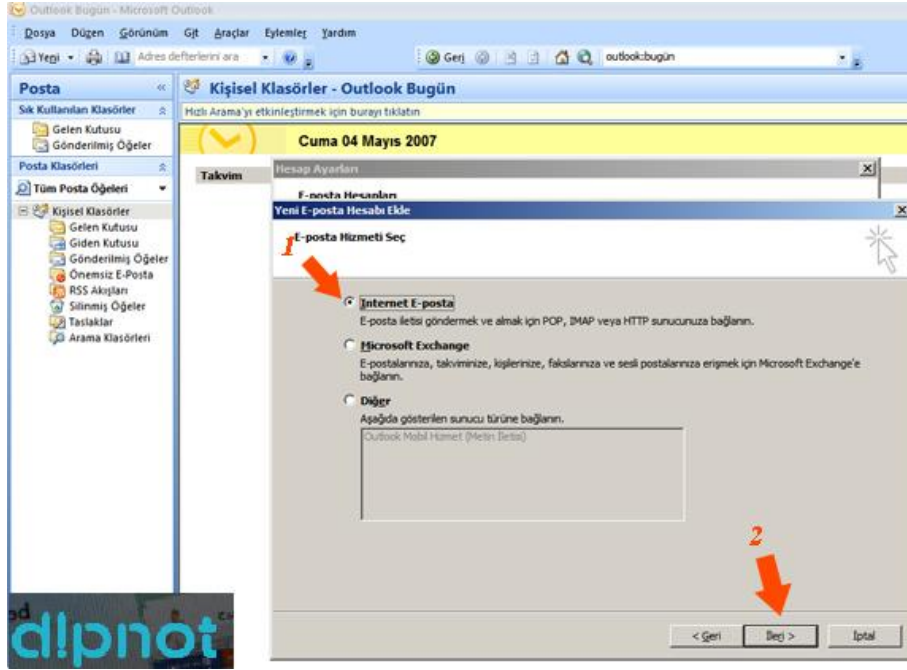 Outlook Bugün - Microsoft Outlook
Dosya Düzen Görünüm Git Araçlar Eylemler Yardım
Yeni Adres defterlerini ara Geri outlook:bugün
Posta
Kişisel Klasörler - Outlook Bugün
Sık Kullanılan Klasörler
Hızlı Arama'yı etkinleştirmek için burayı tıklatın
Gelen Kutusu
Gönderilmiş Öğeler
Cuma 04 Mayıs 2007
Posta Klasörleri
Tüm Posta Öğeleri
Kişisel Klasörler
Gelen Kutusu
Giden Kutusu
Gönderilmiş Öğeler
Önemsiz E-Posta
RSS Akışları
Silinmiş Öğeler
Taslaklar
Arama Klasörleri
Takvim
Hesap Ayarları
E-posta Hesapları
Yeni E-posta Hesabı Ekle
E-posta Hizmeti Seç
1
Internet E-posta
E-posta iletisi göndermek ve almak için POP, IMAP veya HTTP sunucunuza bağlanın.
Microsoft Exchange
E-postalarınıza, takviminize, kişilerinize, fakslarınıza ve sesli postalarınıza erişmek için Microsoft Exchange'e
bağlanın.
Diğer
Aşağıda gösterilen sunucu türüne bağlanın.
Outlook Mobil Hizmet (Metin İletisi)
2
< Geri İleri > İptal
d!pnot